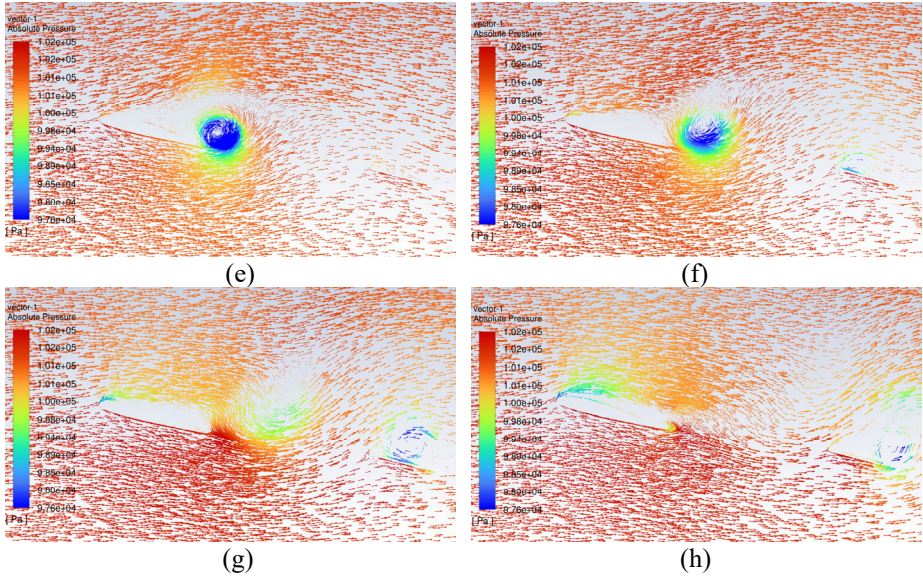 vector-1
Absolute Pressure
1.02e+05
1.02e+05
1.01e+05
1.01e+05
1.00e+05
9.98e+04
9.94e+04
9.89e+04
9.85e+04
9.80e+04
9.76e+04
[ Pa ]
(e)
vector-1
Absolute Pressure
1.02e+05
1.02e+05
1.01e+05
1.01e+05
1.00e+05
9.98e+04
9.94e+04
9.89e+04
9.85e+04
9.80e+04
9.76e+04
[ Pa ]
(f)
vector-1
Absolute Pressure
1.02e+05
1.02e+05
1.01e+05
1.01e+05
1.00e+05
9.98e+04
9.94e+04
9.89e+04
9.85e+04
9.80e+04
9.76e+04
[ Pa ]
(g)
vector-1
Absolute Pressure
1.02e+05
1.02e+05
1.01e+05
1.01e+05
1.00e+05
9.98e+04
9.94e+04
9.89e+04
9.85e+04
9.80e+04
9.76e+04
[ Pa ]
(h)